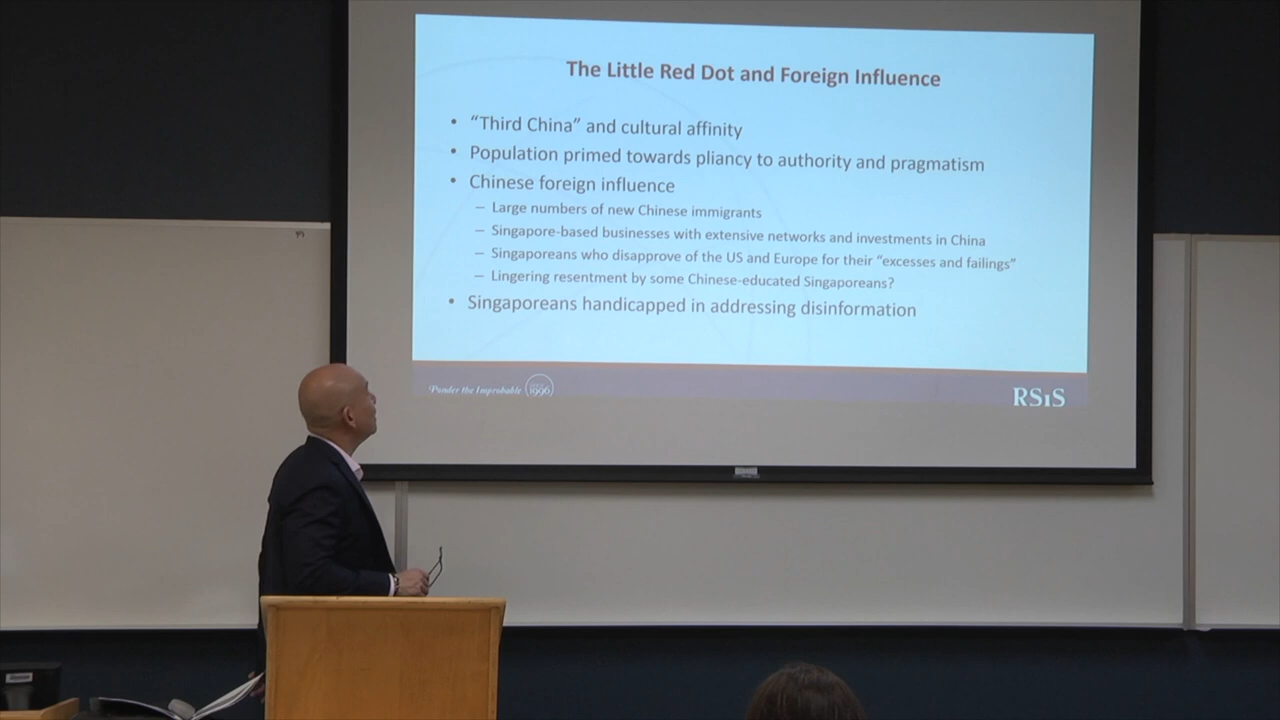 The Little Red Dot and Foreign Influence
• “Third China” and cultural affinity
• Population primed towards pliancy to authority and pragmatism
• Chinese foreign influence
– Large numbers of new Chinese immigrants
– Singapore-based businesses with extensive networks and investments in China
– Singaporeans who disapprove of the US and Europe for their “excesses and failings”
– Lingering resentment by some Chinese-educated Singaporeans?
• Singaporeans handicapped in addressing disinformation
Ponder the Improbable
1996
RSiS